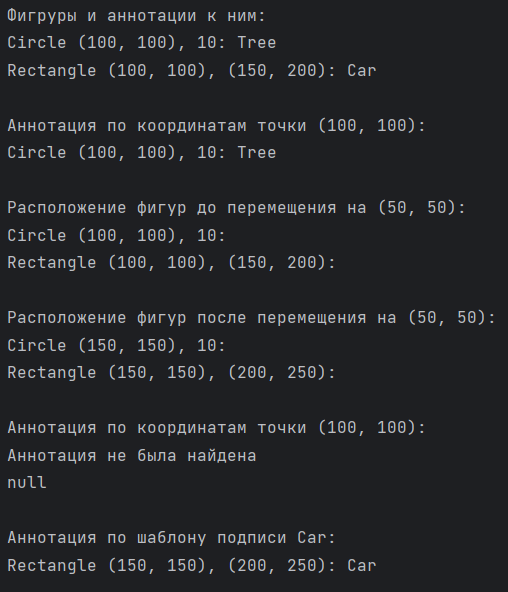 Фигруры и аннотации к ним:
Circle (100, 100), 10: Tree
Rectangle (100, 100), (150, 200): Car
Аннотация по координатам точки (100, 100):
Circle (100, 100), 10: Tree
Расположение фигур до перемещения на (50, 50):
Circle (100, 100), 10:
Rectangle (100, 100), (150, 200):
Расположение фигур после перемещения на (50, 50):
Circle (150, 150), 10:
Rectangle (150, 150), (200, 250):
Аннотация по координатам точки (100, 100):
Аннотация не была найдена
null
Аннотация по шаблону подписи Car:
Rectangle (150, 150), (200, 250): Car